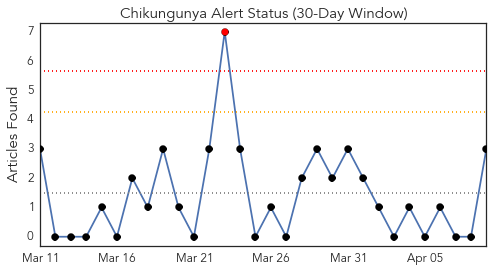 Chikungunya Alert Status (30-Day Window)
Articles Found
7
6
5
4
3
2
1
0
Mar 11 Mar 16 Mar 21 Mar 26 Mar 31 Apr 05